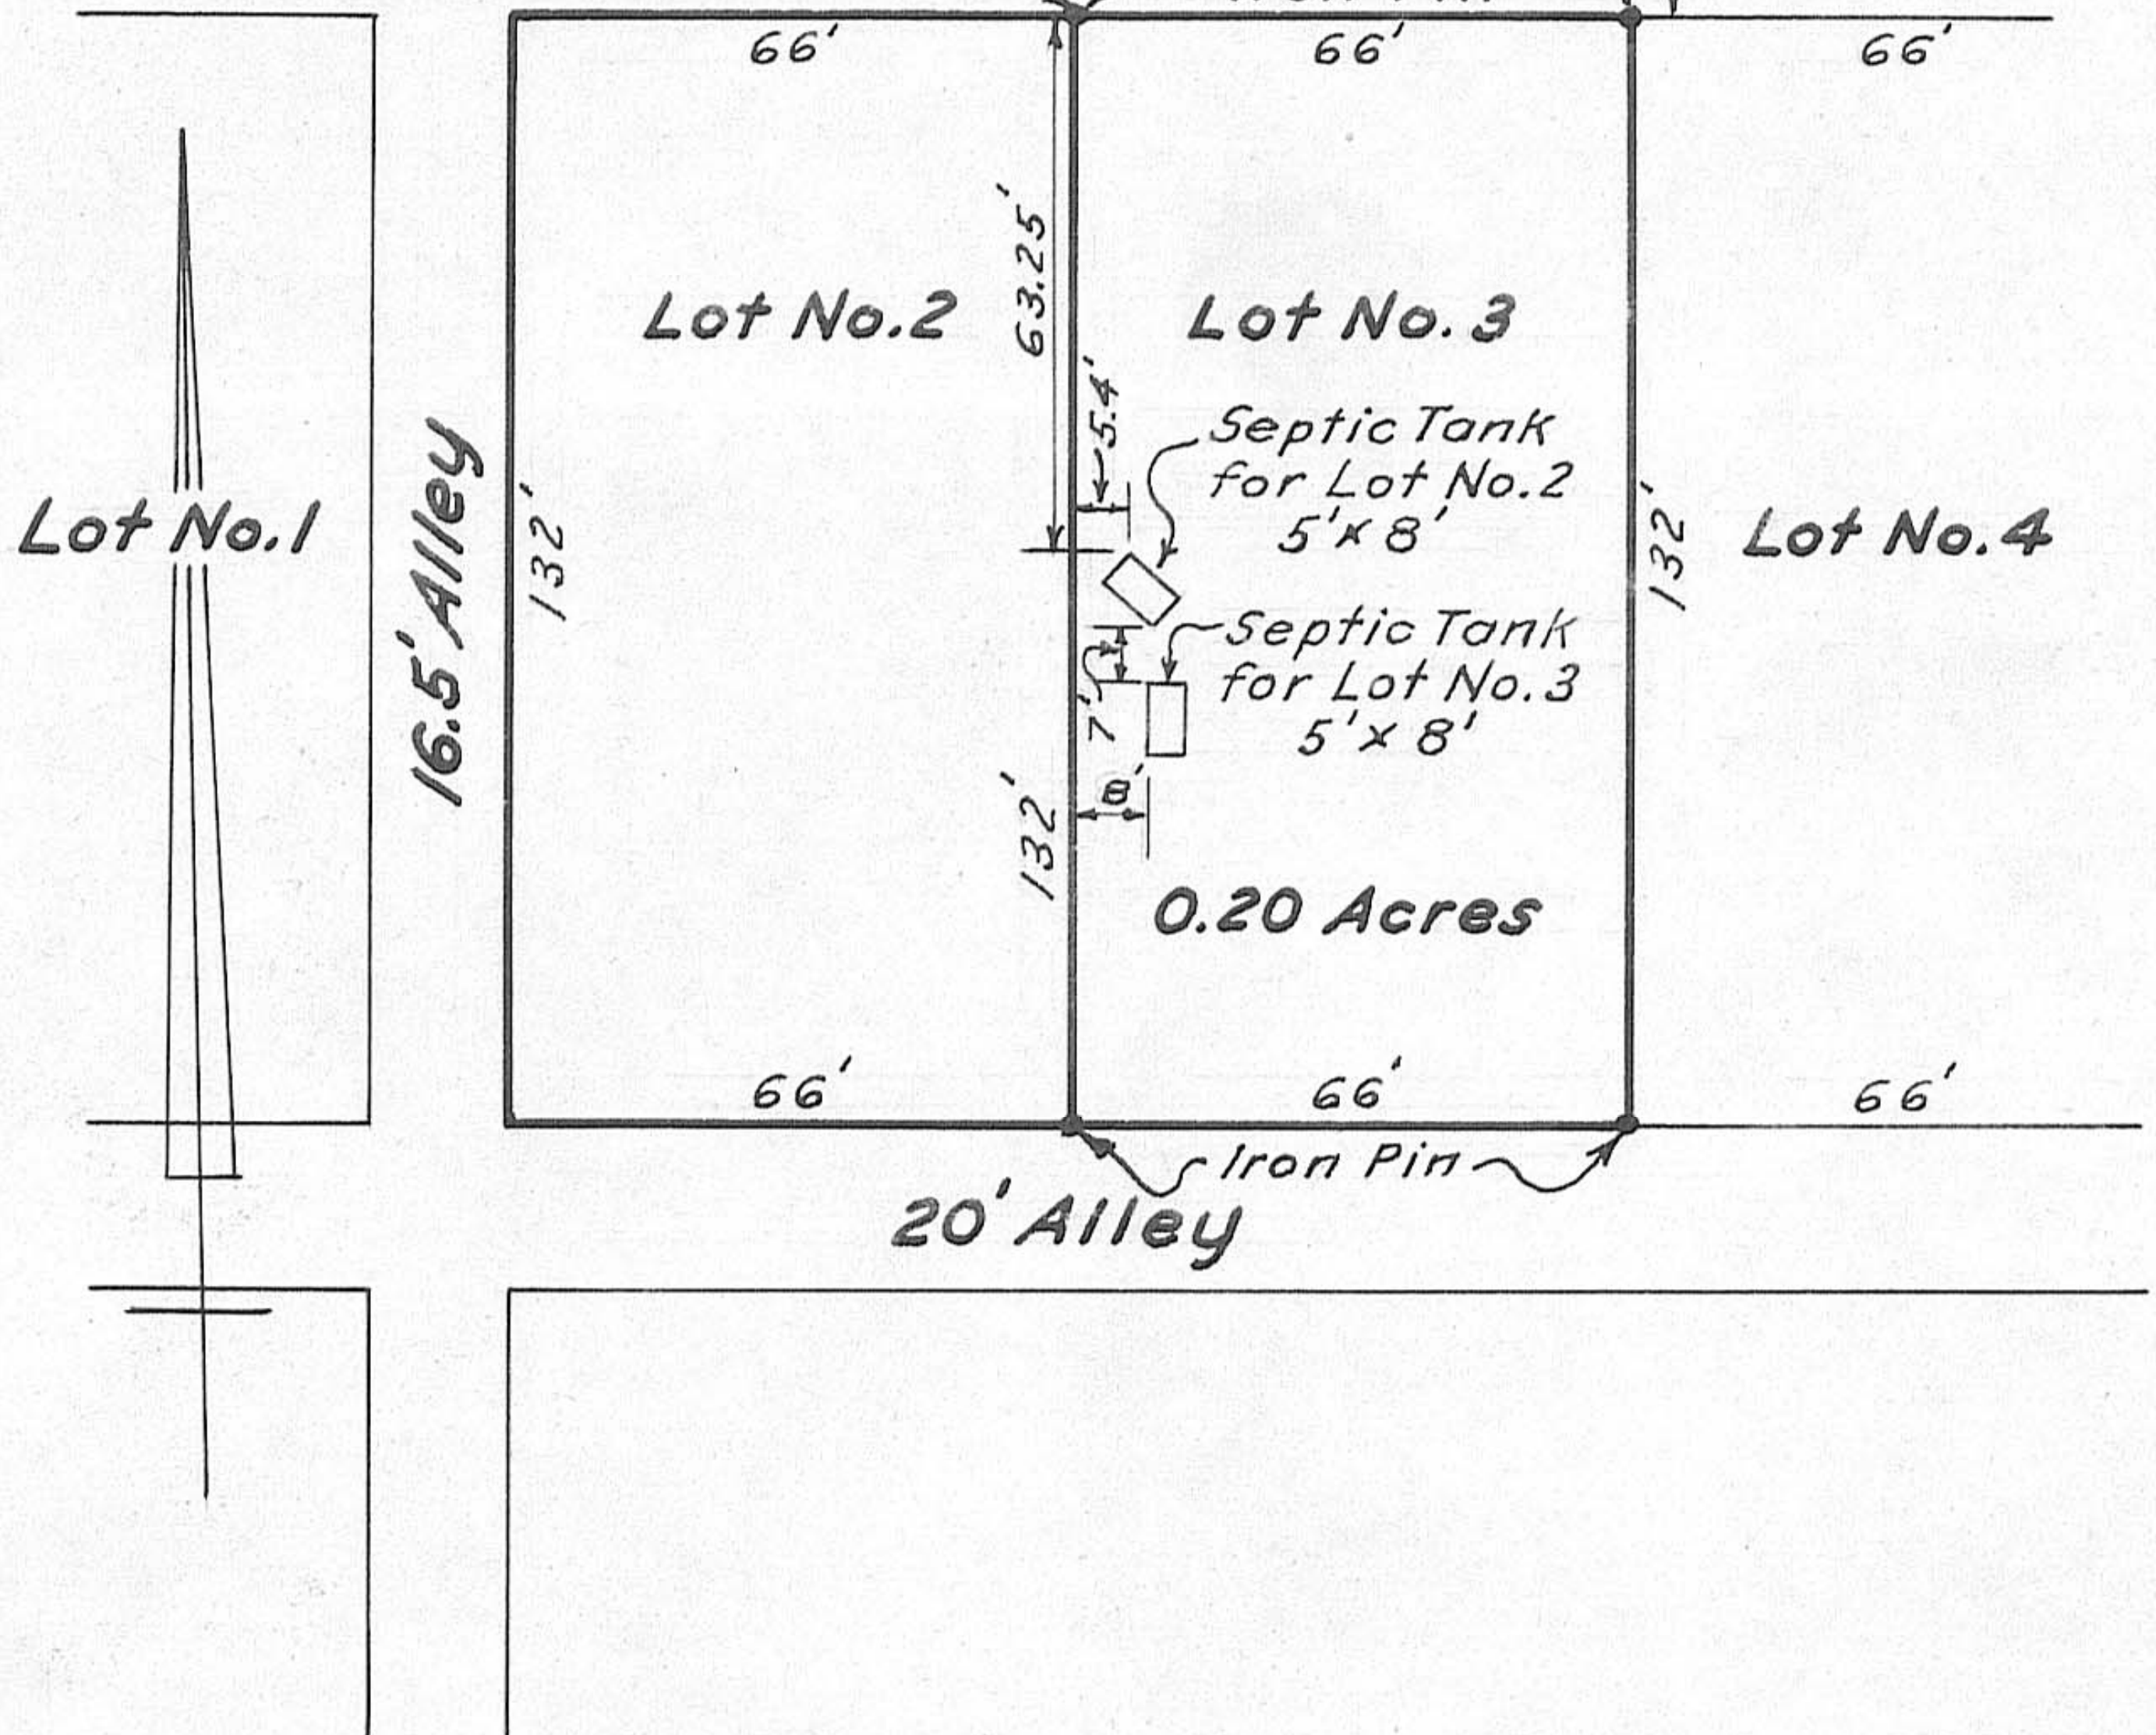 66'
66'
66'
63.25'
Lot No.2
Lot No. 3
5.4'
Septic Tank
for Lot No.2
5' x 8'
Lot No.1
16.5' Alley
132'
132'
Lot No.4
Septic Tank
for Lot No.3
5' x 8'
7'
8'
132'
0.20 Acres
66'
66'
66'
Iron Pin
20' Alley